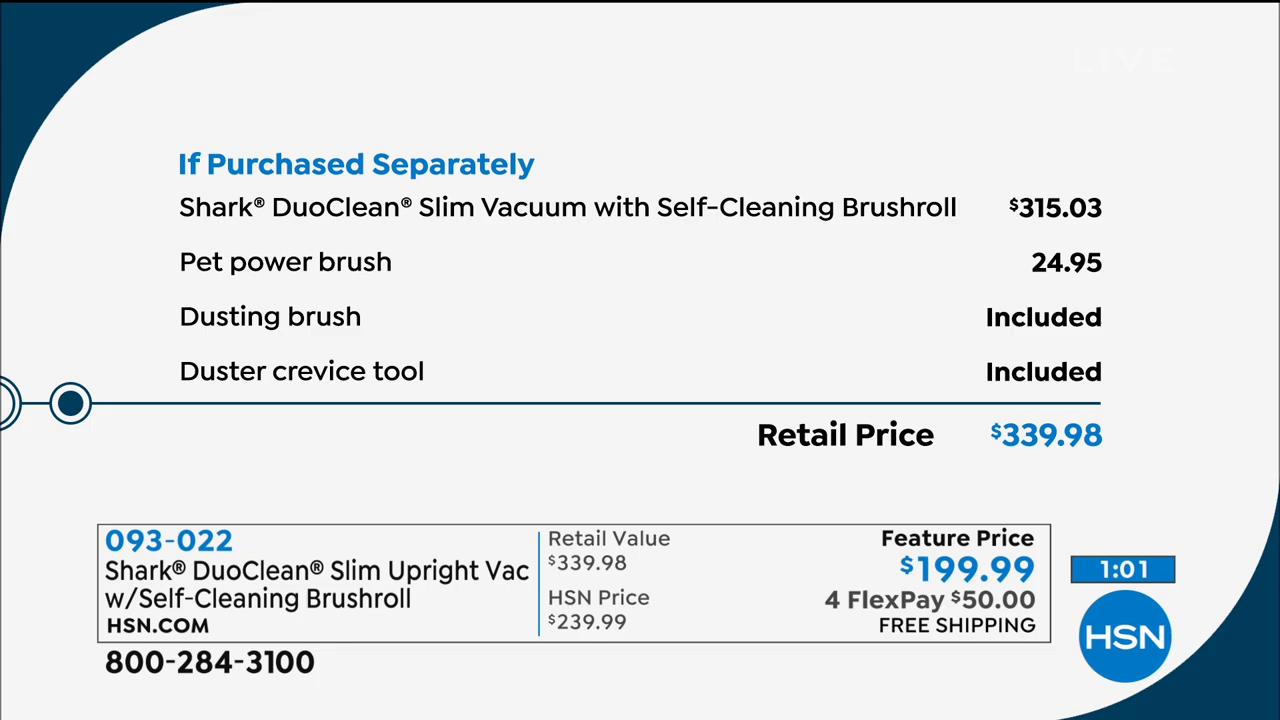 LIVE
If Purchased Separately
Shark® DuoClean® Slim Vacuum with Self-Cleaning Brushroll $315.03
Pet power brush 24.95
Dusting brush Included
Duster crevice tool Included
Retail Price $339.98
093-022
Shark® DuoClean® Slim Upright Vac
w/Self-Cleaning Brushroll
HSN.COM
Retail Value
$339.98
HSN Price
$239.99
Feature Price
$199.99
4 FlexPay $50.00
FREE SHIPPING
1:01
HSN
800-284-3100